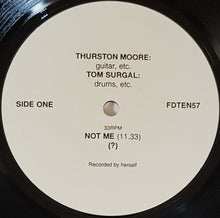 THURSTON MOORE:
guitar, etc.
TOM SURGAL:
drums, etc.
SIDE ONE
FDTEN57
33RPM
NOT ME (11.33)
(?)
Recorded by herself